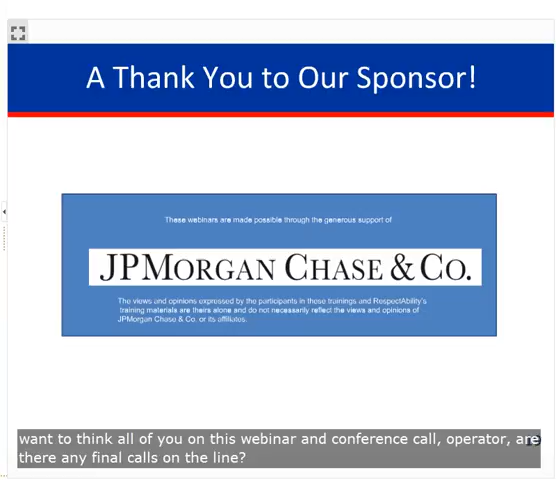 A Thank You to Our Sponsor!
These webinars are made possible through the generous support of
JPMORGAN CHASE & CO.
The views and opinions expressed by the participants in these trainings and RespectAbility's
training materials are theirs alone and do not necessarily reflect the views and opinions of
JPMorgan Chase & Co. or its affiliates.
want to think all of you on this webinar and conference call, operator, are
there any final calls on the line?